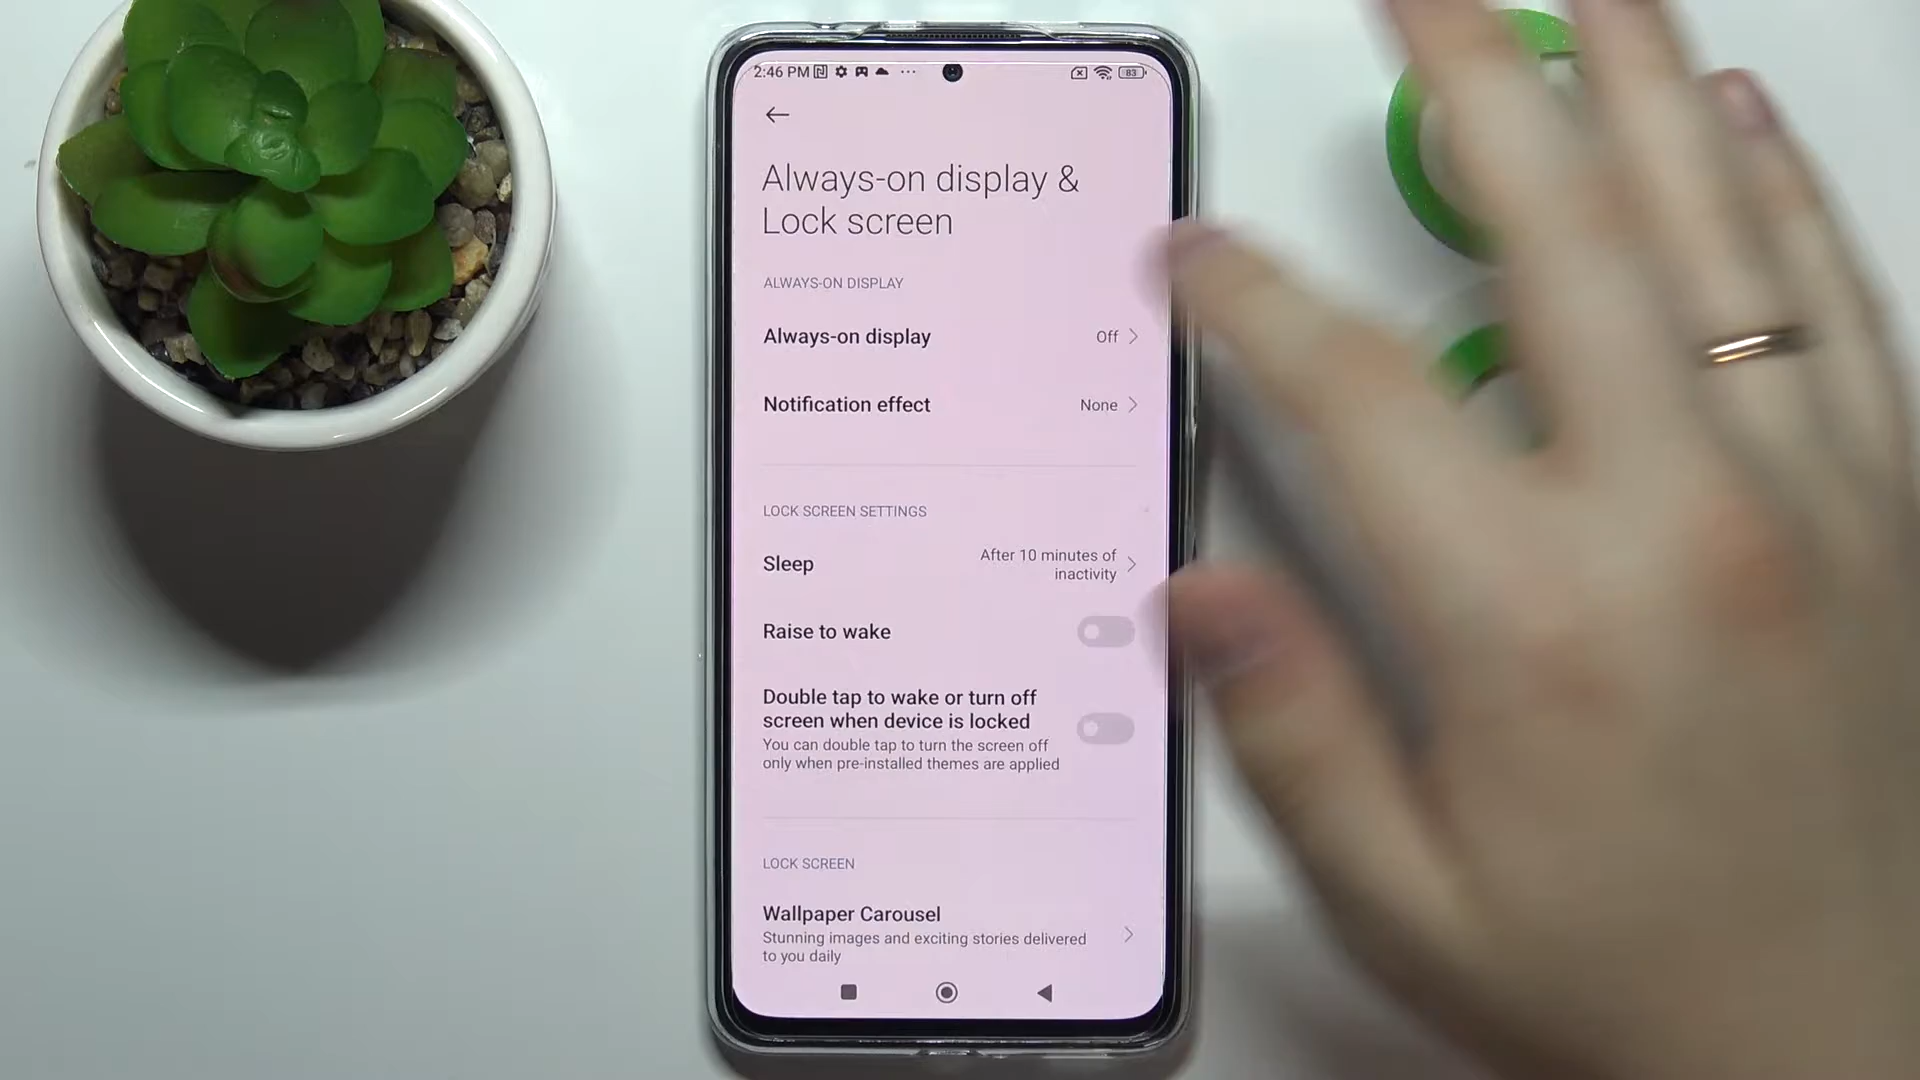 2:46 PM
83
Always-on display &
Lock screen
ALWAYS-ON DISPLAY
Always-on display
Off
Notification effect
None
LOCK SCREEN SETTINGS
Sleep
After 10 minutes of
inactivity
Raise to wake
Double tap to wake or turn off
screen when device is locked
You can double tap to turn the screen off
only when pre-installed themes are applied
LOCK SCREEN
Wallpaper Carousel
Stunning images and exciting stories delivered
to you daily